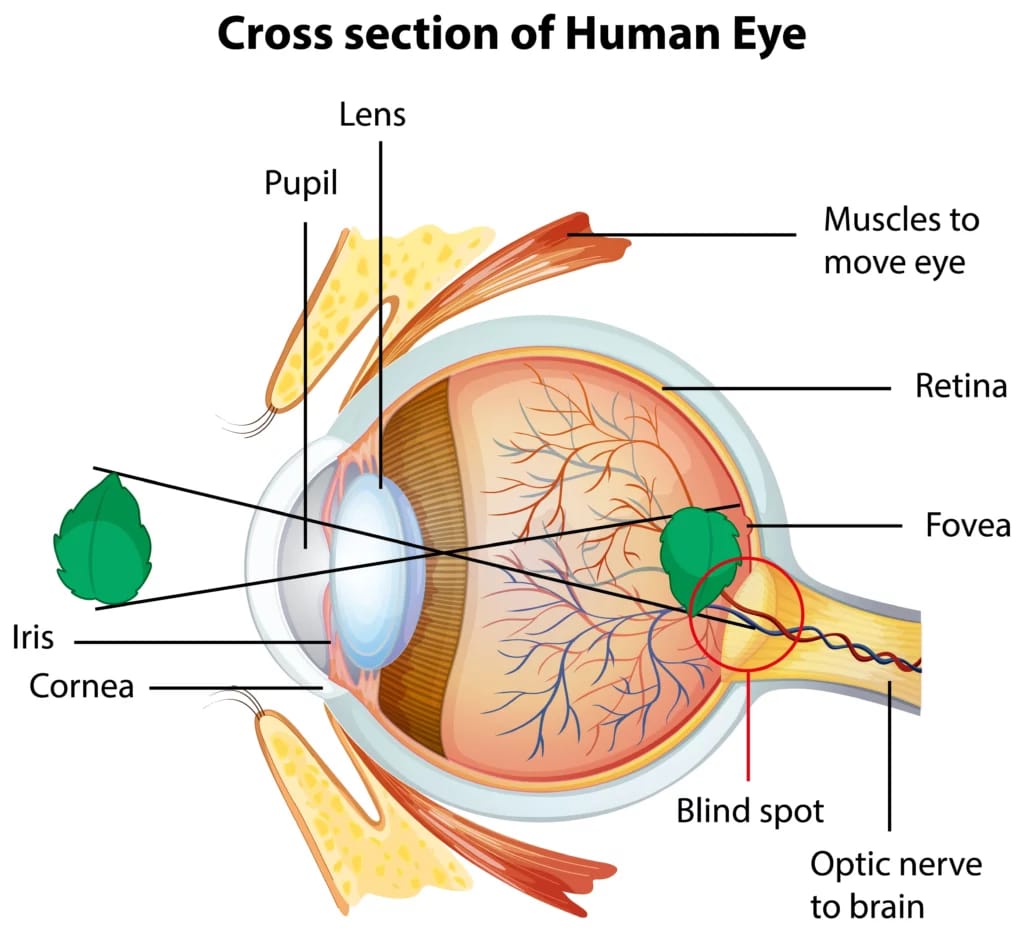 Cross section of Human Eye
Lens
Pupil
Muscles to
move eye
Retina
Fovea
Iris
Cornea
Blind spot
Optic nerve
to brain